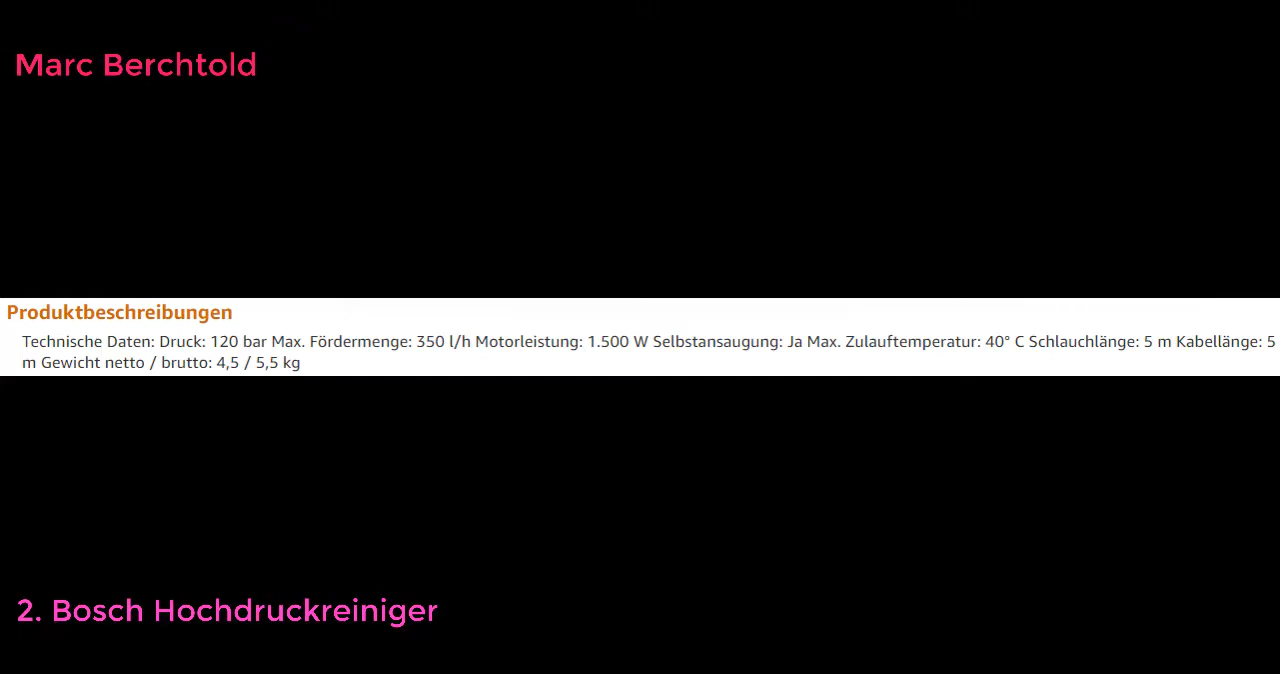 Marc Berchtold
Produktbeschreibungen
Technische Daten: Druck: 120 bar Max. Fördermenge: 350 l/h Motorleistung: 1.500 W Selbstansaugung: Ja Max. Zulauftemperatur: 40° C Schlauchlänge: 5 m Kabellänge: 5
m Gewicht netto / brutto: 4,5 / 5,5 kg
2. Bosch Hochdruckreiniger